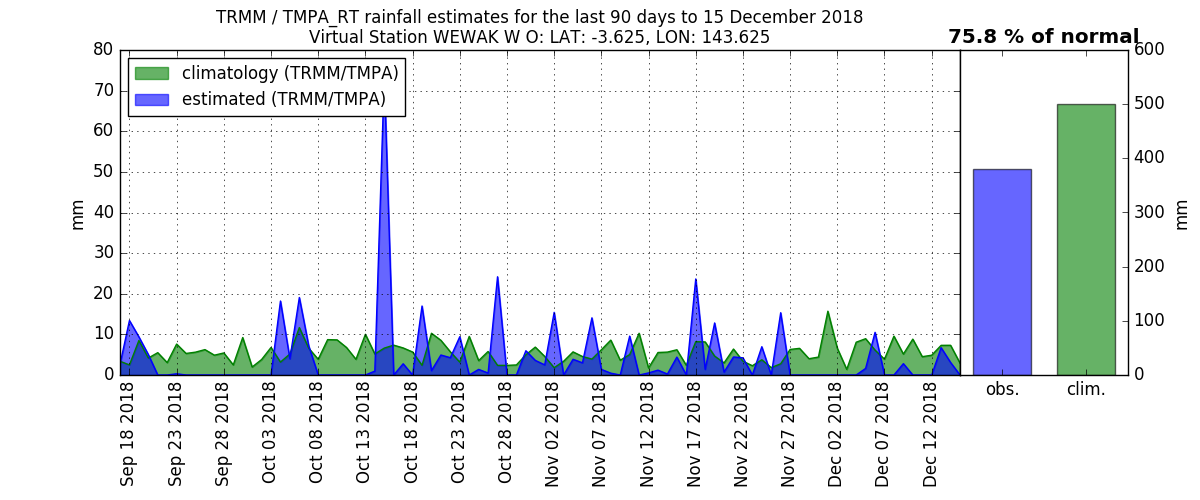 TRMM / TMPA_RT rainfall estimates for the last 90 days to 15 December 2018
Virtual Station WEWAK W O: LAT: -3.625, LON: 143.625
75.8 % of normal
climatology (TRMM/TMPA)
estimated (TRMM/TMPA)
80
70
60
50
40
30
20
10
0
mm
600
500
400
300
200
100
0
mm
Sep 18 2018
Sep 23 2018
Sep 28 2018
Oct 03 2018
Oct 08 2018
Oct 13 2018
Oct 18 2018
Oct 23 2018
Oct 28 2018
Nov 02 2018
Nov 07 2018
Nov 12 2018
Nov 17 2018
Nov 22 2018
Nov 27 2018
Dec 02 2018
Dec 07 2018
Dec 12 2018
obs.
clim.